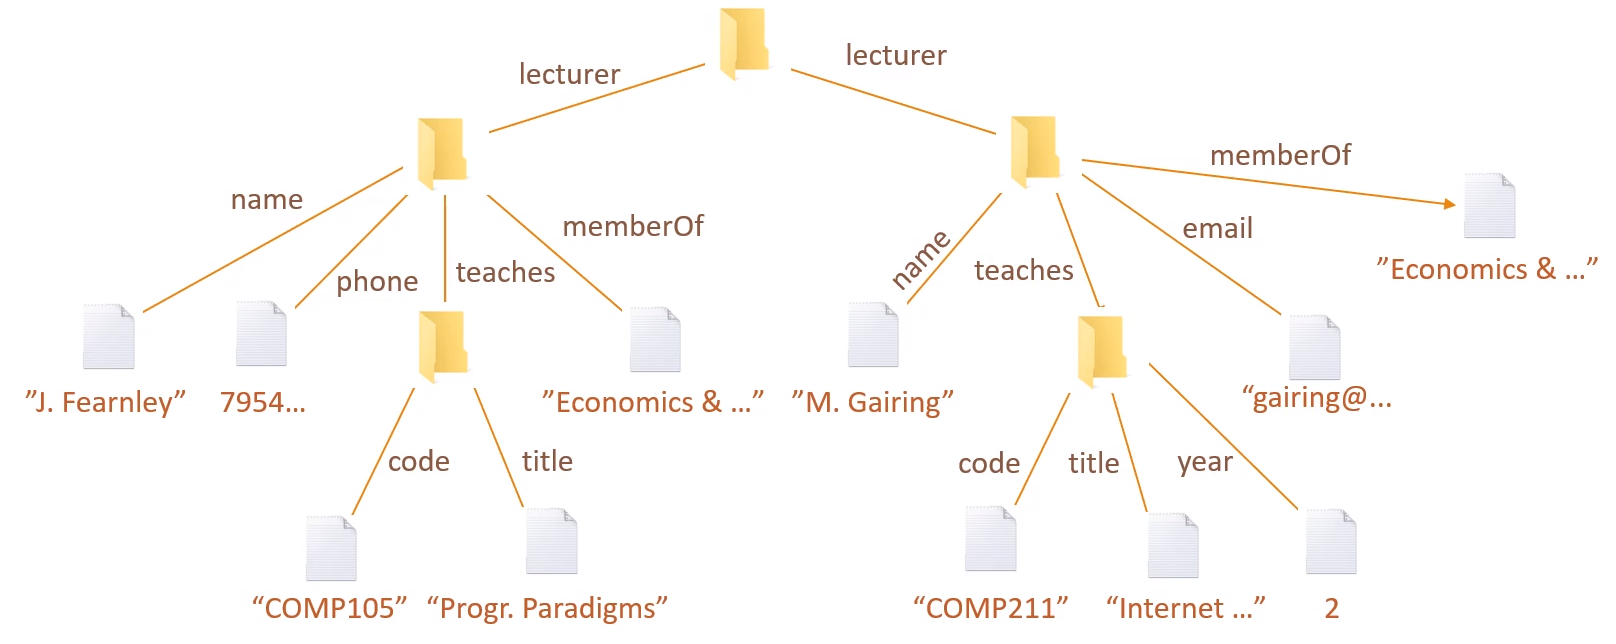 lecturer
lecturer
name
phone
teaches
memberOf
name
teaches
email
memberOf
”Economics & ...”
”J. Fearnley”
7954...
”Economics & ...”
”M. Gairing”
“gairing@...
code
title
code
title
year
“COMP105”
“Progr. Paradigms”
“COMP211”
“Internet ...”
2